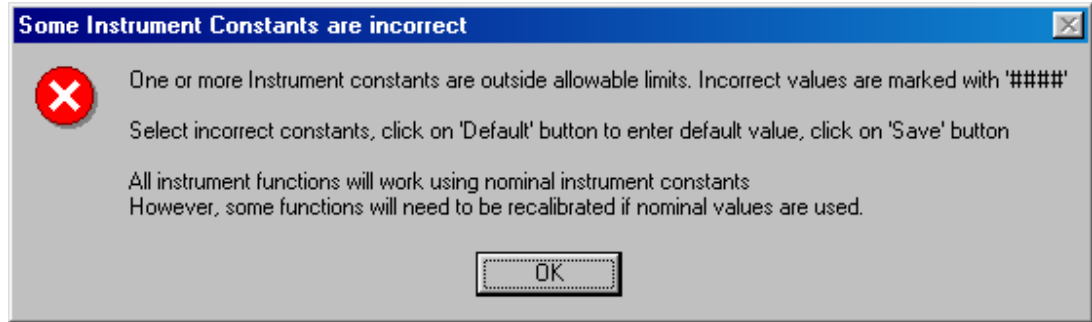 Some Instrument Constants are incorrect
One or more Instrument constants are outside allowable limits. Incorrect values are marked with '####'
Select incorrect constants, click on 'Default' button to enter default value, click on 'Save' button
All instrument functions will work using nominal instrument constants
However, some functions will need to be recalibrated if nominal values are used.
OK